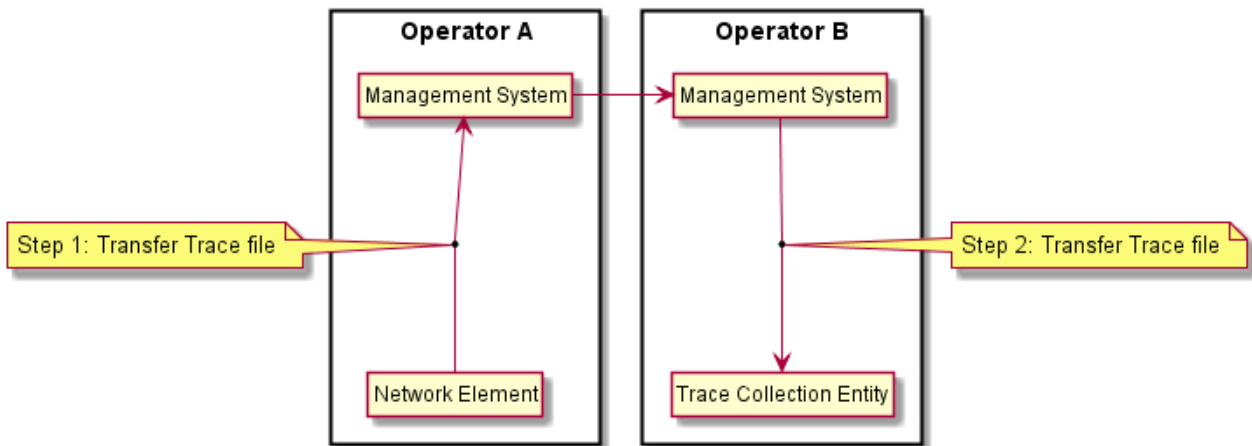 Operator A
Operator B
Management System
Management System
Step 1: Transfer Trace file
Step 2: Transfer Trace file
Network Element
Trace Collection Entity